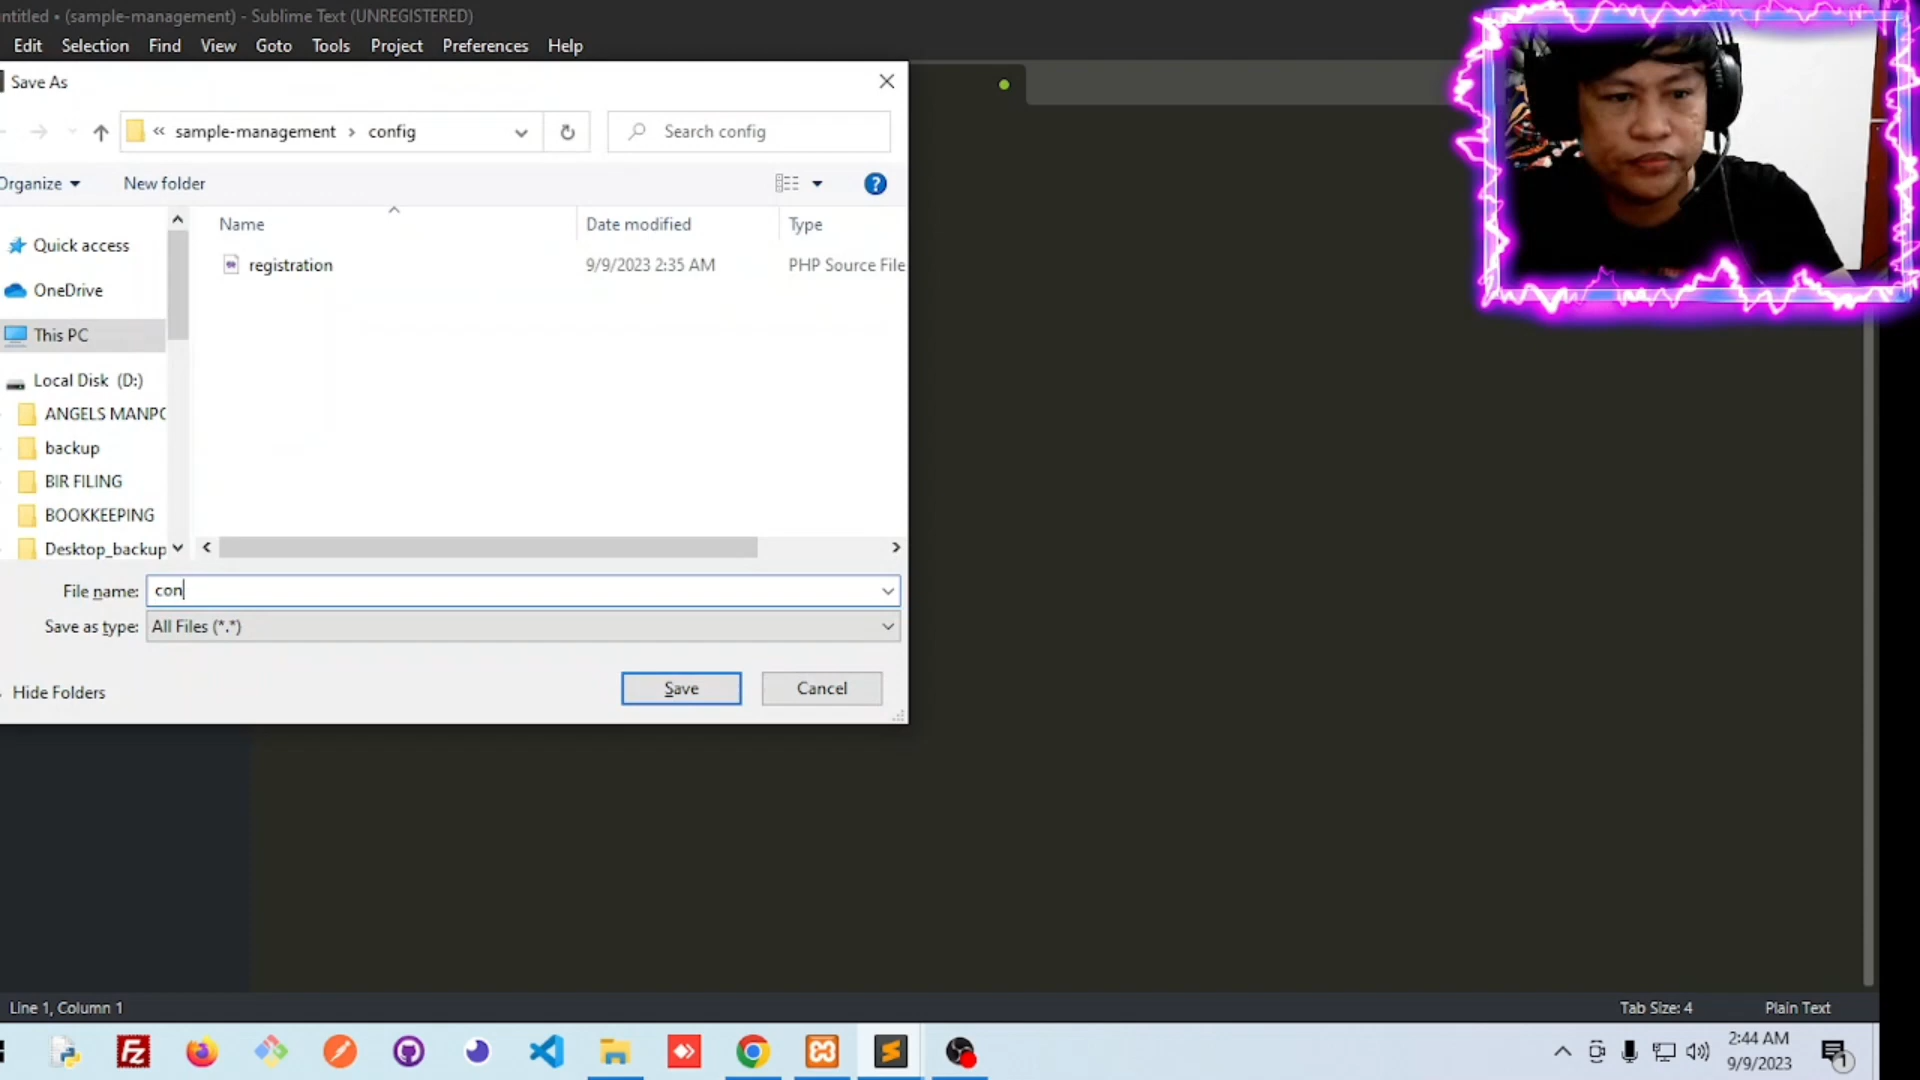 ntitled • (sample-management) - Sublime Text (UNREGISTERED)
Edit Selection Find View Goto Tools Project Preferences Help
Save As
« sample-management › config
Search config
Organize
New folder
Name Date modified Type
registration 9/9/2023 2:35 AM PHP Source File
Quick access
OneDrive
This PC
Local Disk (D:)
ANGELS MANPO
backup
BIR FILING
BOOKKEEPING
Desktop_backup
File name: con
Save as type: All Files (*.*)
Hide Folders
Save
Cancel
Line 1, Column 1
Tab Size: 4
Plain Text
2:44 AM
9/9/2023
1